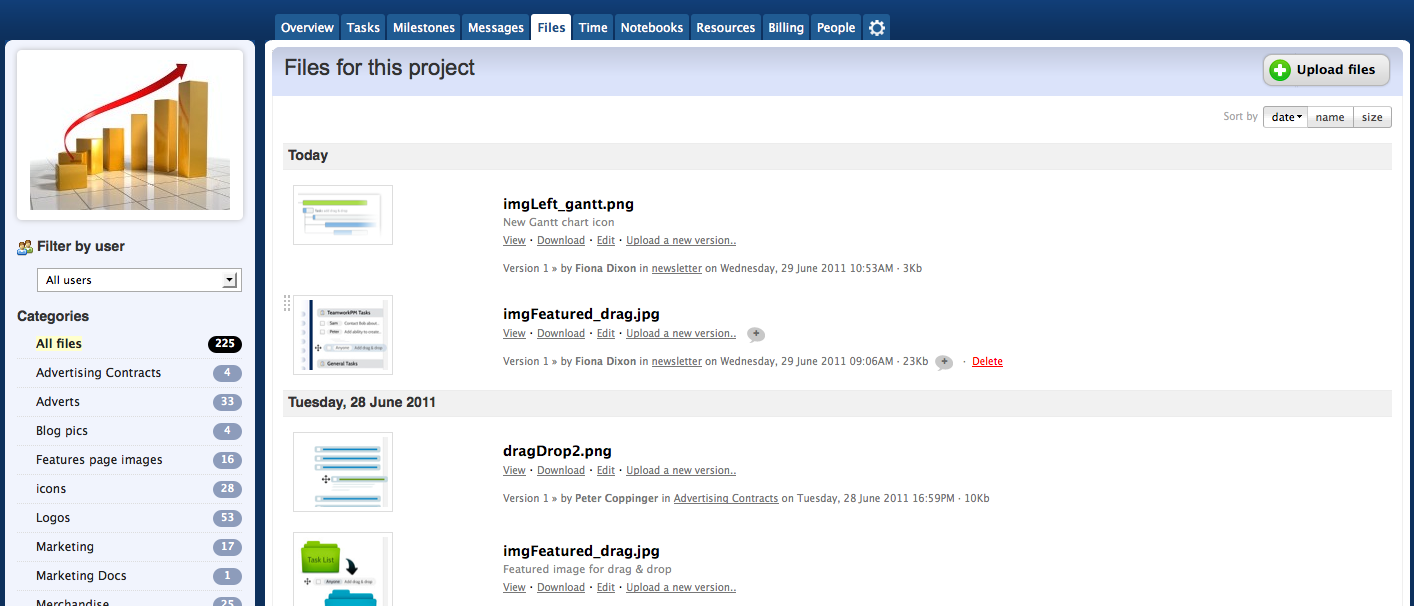 Overview Tasks Milestones Messages Files Time Notebooks Resources Billing People
Files for this project
Upload files
Sort by date name size
Filter by user
All users
Categories
All files 225
Advertising Contracts 4
Adverts 33
Blog pics 4
Features page images 16
icons 28
Logos 53
Marketing 17
Marketing Docs 1
Merchandise 25
Today
imgLeft_gantt.png
New Gantt chart icon
View · Download · Edit · Upload a new version..
Version 1 » by Fiona Dixon in newsletter on Wednesday, 29 June 2011 10:53AM · 3Kb
TeamworkPM Tasks
Sam Contact Rob about..
Peter Add ability to create..
Anyone Add drag & drop
General Tasks
imgFeatured_drag.jpg
View · Download · Edit · Upload a new version..
Version 1 » by Fiona Dixon in newsletter on Wednesday, 29 June 2011 09:06AM · 23Kb · Delete
Tuesday, 28 June 2011
dragDrop2.png
View · Download · Edit · Upload a new version..
Version 1 » by Peter Coppinger in Advertising Contracts on Tuesday, 28 June 2011 16:59PM · 10Kb
Task List
Anyone Add drag & drop
imgFeatured_drag.jpg
Featured image for drag & drop
View · Download · Edit · Upload a new version..